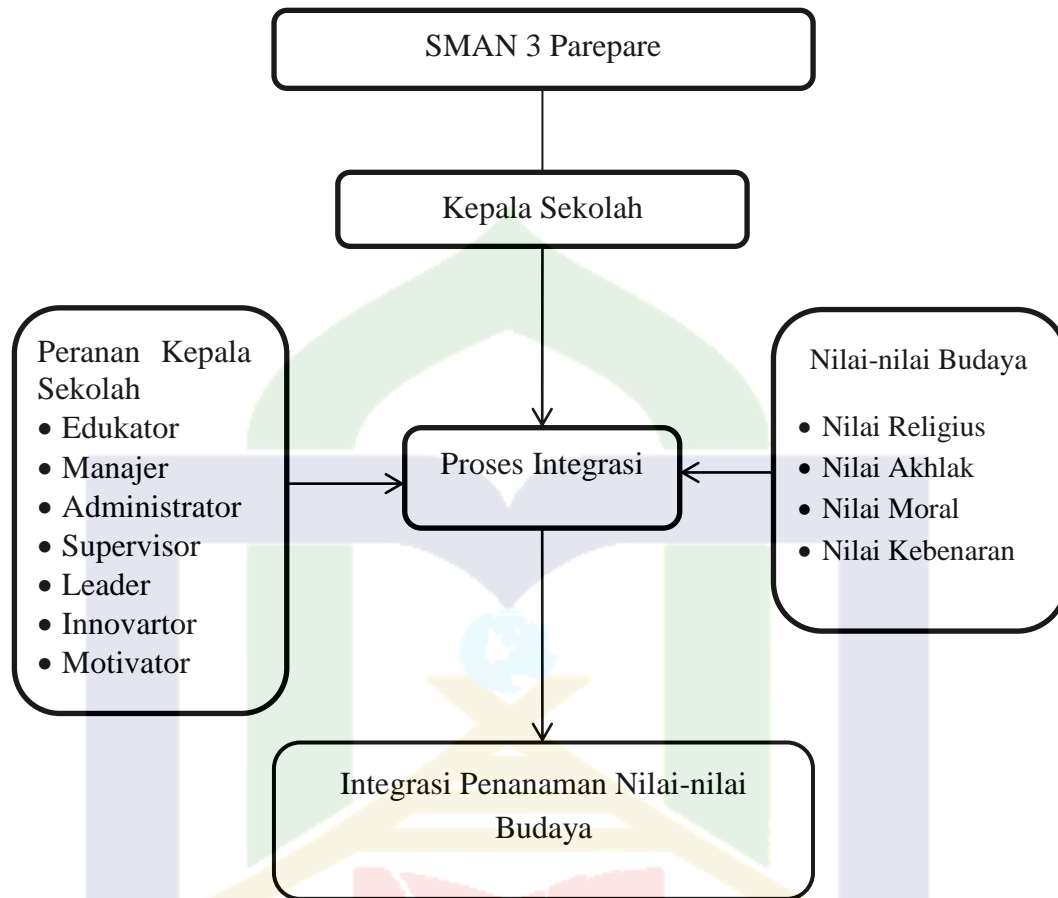 SMAN 3 Parepare
Kepala Sekolah
Peranan Kepala
Sekolah
• Edukator
• Manajer
• Administrator
• Supervisor
• Leader
• Innovartor
• Motivator
Proses Integrasi
Nilai-nilai Budaya
• Nilai Religius
• Nilai Akhlak
• Nilai Moral
• Nilai Kebenaran
Integrasi Penanaman Nilai-nilai
Budaya